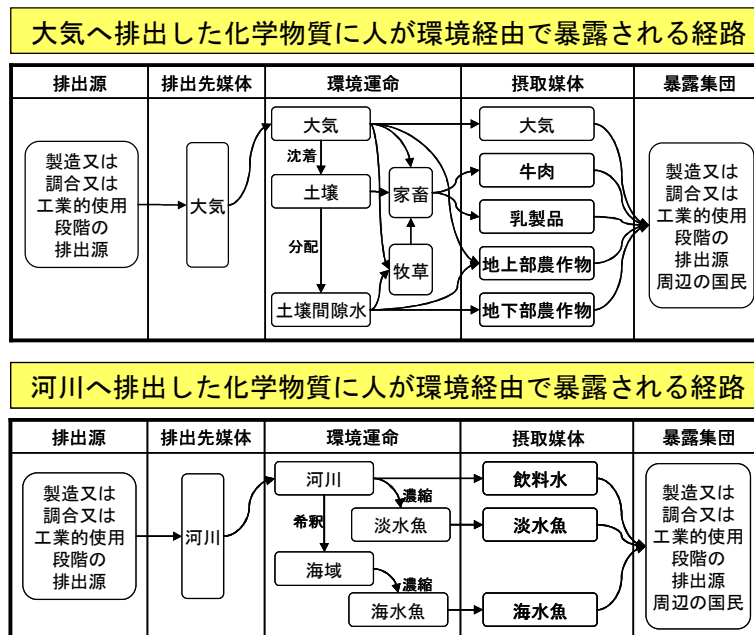 大気へ排出した化学物質に人が環境経由で暴露される経路
排出源
排出先媒体
環境運命
摂取媒体
暴露集団
製造又は
調合又は
工業的使用
段階の
排出源
大気
大気
沈着
土壌
分配
土壌間隙水
家畜
牧草
大気
牛肉
乳製品
地上部農作物
地下部農作物
製造又は
調合又は
工業的使用
段階の
排出源
周辺の国民
河川へ排出した化学物質に人が環境経由で暴露される経路
排出源
排出先媒体
環境運命
摂取媒体
暴露集団
製造又は
調合又は
工業的使用
段階の
排出源
河川
河川
濃縮
希釈
淡水魚
海域
濃縮
海水魚
飲料水
淡水魚
海水魚
製造又は
調合又は
工業的使用
段階の
排出源
周辺の国民